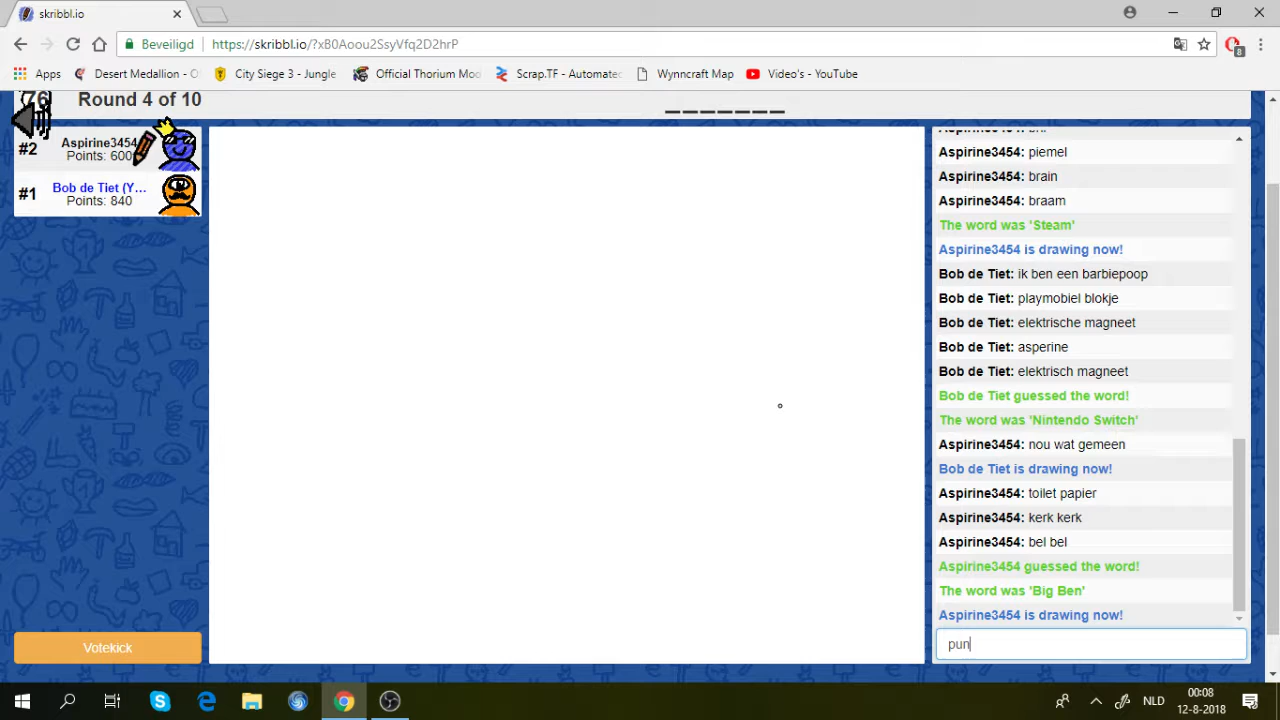 skribbl.io
Beveiligd https://skribbl.io/?xB0Aoou2SsyVfq2D2hrP
Apps Desert Medallion - O City Siege 3 - Jungle Official Thorium Mod Scrap.TF - Automated Wynncraft Map Video's - YouTube
8
76 Round 4 of 10 _ _ _ _ _ _ _
#2 Aspirine3454
Points: 600
#1 Bob de Tiet (Y...
Points: 840
Votekick
Aspirine3454: piemel
Aspirine3454: brain
Aspirine3454: braam
The word was 'Steam'
Aspirine3454 is drawing now!
Bob de Tiet: ik ben een barbiepoop
Bob de Tiet: playmobiel blokje
Bob de Tiet: elektrische magneet
Bob de Tiet: asperine
Bob de Tiet: elektrisch magneet
Bob de Tiet guessed the word!
The word was 'Nintendo Switch'
Aspirine3454: nou wat gemeen
Bob de Tiet is drawing now!
Aspirine3454: toilet papier
Aspirine3454: kerk kerk
Aspirine3454: bel bel
Aspirine3454 guessed the word!
The word was 'Big Ben'
Aspirine3454 is drawing now!
pun
NLD
00:08
12-8-2018